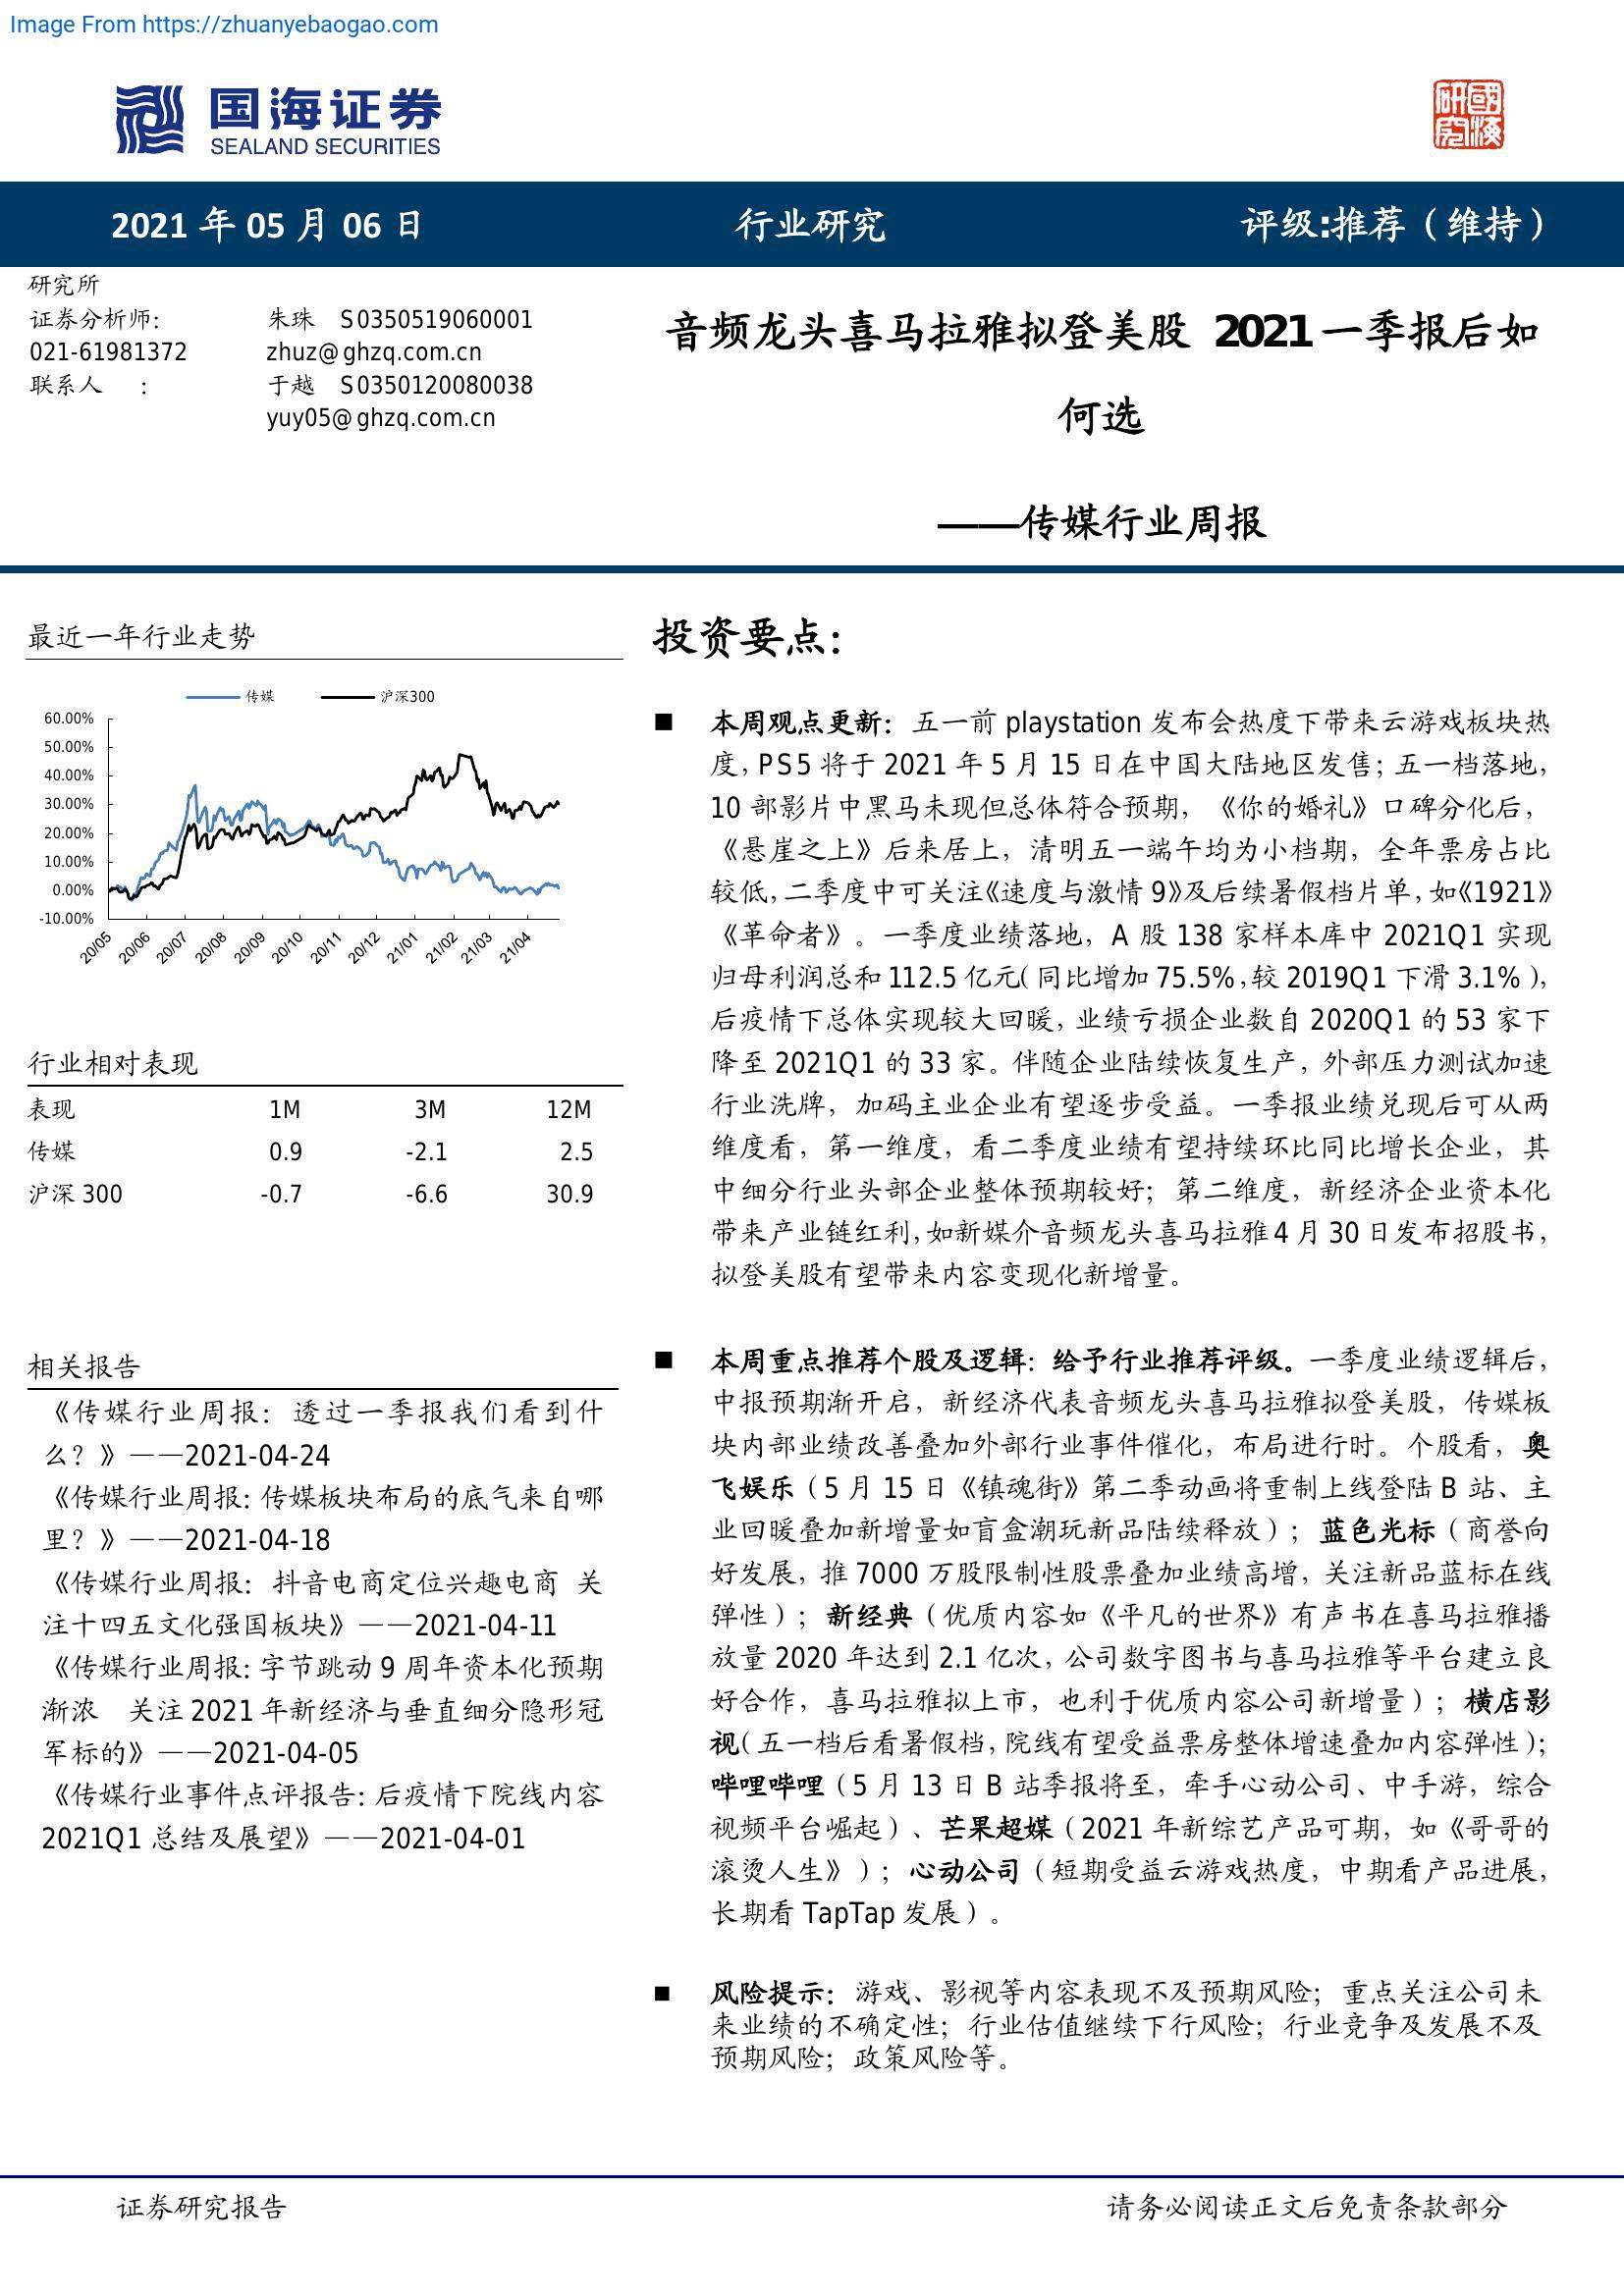 Image From https://zhuanyebaogao.com
国海证券
SEALAND SECURITIES
研國
究海
2021 年 05 月 06 日
行业研究
评级:推荐（维持）
研究所
证券分析师:
朱珠 S0350519060001
021-61981372
zhuz@ghzq.com.cn
联系人 :
于越 S0350120080038
yuy05@ghzq.com.cn
音频龙头喜马拉雅拟登美股 2021 一季报后如
何选
——传媒行业周报
最近一年行业走势
传媒
沪深300
60.00%
50.00%
40.00%
30.00%
20.00%
10.00%
0.00%
-10.00%
20/05
20/06
20/07
20/08
20/09
20/10
20/11
20/12
21/01
21/02
21/03
21/04
行业相对表现
表现 1M 3M 12M
传媒 0.9 -2.1 2.5
沪深 300 -0.7 -6.6 30.9
相关报告
《传媒行业周报：透过一季报我们看到什
么？》——2021-04-24
《传媒行业周报：传媒板块布局的底气来自哪
里？》——2021-04-18
《传媒行业周报：抖音电商定位兴趣电商 关
注十四五文化强国板块》——2021-04-11
《传媒行业周报：字节跳动 9 周年资本化预期
渐浓 关注 2021 年新经济与垂直细分隐形冠
军标的》——2021-04-05
《传媒行业事件点评报告：后疫情下院线内容
2021Q1 总结及展望》——2021-04-01
投资要点：
■ 本周观点更新：五一前 playstation 发布会热度下带来云游戏板块热
度，PS5 将于 2021 年 5 月 15 日在中国大陆地区发售；五一档落地，
10 部影片中黑马未现但总体符合预期，《你的婚礼》口碑分化后，
《悬崖之上》后来居上，清明五一端午均为小档期，全年票房占比
较低，二季度中可关注《速度与激情 9》及后续暑假档片单，如《1921》
《革命者》。一季度业绩落地，A 股 138 家样本库中 2021Q1 实现
归母利润总和 112.5 亿元（同比增加 75.5%，较 2019Q1 下滑 3.1%），
后疫情下总体实现较大回暖，业绩亏损企业数自 2020Q1 的 53 家下
降至 2021Q1 的 33 家。伴随企业陆续恢复生产，外部压力测试加速
行业洗牌，加码主业企业有望逐步受益。一季报业绩兑现后可从两
维度看，第一维度，看二季度业绩有望持续环比同比增长企业，其
中细分行业头部企业整体预期较好；第二维度，新经济企业资本化
带来产业链红利，如新媒介音频龙头喜马拉雅 4 月 30 日发布招股书，
拟登美股有望带来内容变现化新增量。
■ 本周重点推荐个股及逻辑：给予行业推荐评级。一季度业绩逻辑后，
中报预期渐开启，新经济代表音频龙头喜马拉雅拟登美股，传媒板
块内部业绩改善叠加外部行业事件催化，布局进行时。个股看，奥
飞娱乐（5 月 15 日《镇魂街》第二季动画将重制上线登陆 B 站、主
业回暖叠加新增量如盲盒潮玩新品陆续释放）；蓝色光标（商誉向
好发展，推 7000 万股限制性股票叠加业绩高增，关注新品蓝标在线
弹性）；新经典（优质内容如《平凡的世界》有声书在喜马拉雅播
放量 2020 年达到 2.1 亿次，公司数字图书与喜马拉雅等平台建立良
好合作，喜马拉雅拟上市，也利于优质内容公司新增量）；横店影
视（五一档后看暑假档，院线有望受益票房整体增速叠加内容弹性）；
哔哩哔哩（5 月 13 日 B 站季报将至，牵手心动公司、中手游，综合
视频平台崛起）、芒果超媒（2021 年新综艺产品可期，如《哥哥的
滚烫人生》）；心动公司（短期受益云游戏热度，中期看产品进展，
长期看 TapTap 发展）。
■ 风险提示：游戏、影视等内容表现不及预期风险；重点关注公司未
来业绩的不确定性；行业估值继续下行风险；行业竞争及发展不及
预期风险；政策风险等。
证券研究报告
请务必阅读正文后免责条款部分